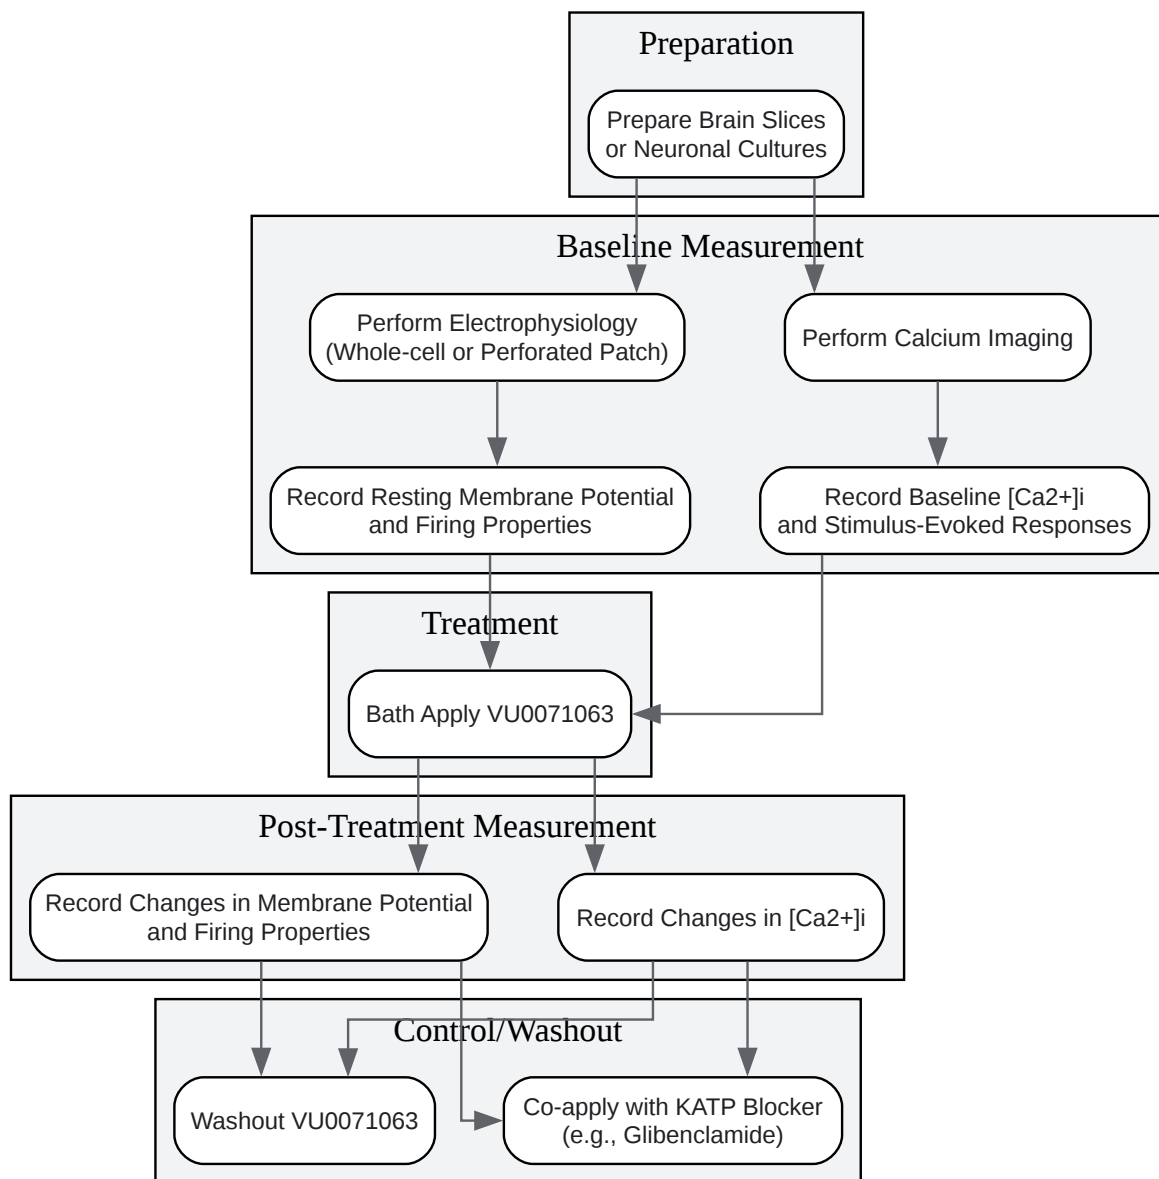 Preparation
Prepare Brain Slices
or Neuronal Cultures
Baseline Measurement
Perform Electrophysiology
(Whole-cell or Perforated Patch)
Perform Calcium Imaging
Record Resting Membrane Potential
and Firing Properties
Record Baseline [Ca2+]i
and Stimulus-Evoked Responses
Treatment
Bath Apply VU0071063
Post-Treatment Measurement
Record Changes in Membrane Potential
and Firing Properties
Record Changes in [Ca2+]i
Control/Washout
Washout VU0071063
Co-apply with KATP Blocker
(e.g., Glibenclamide)